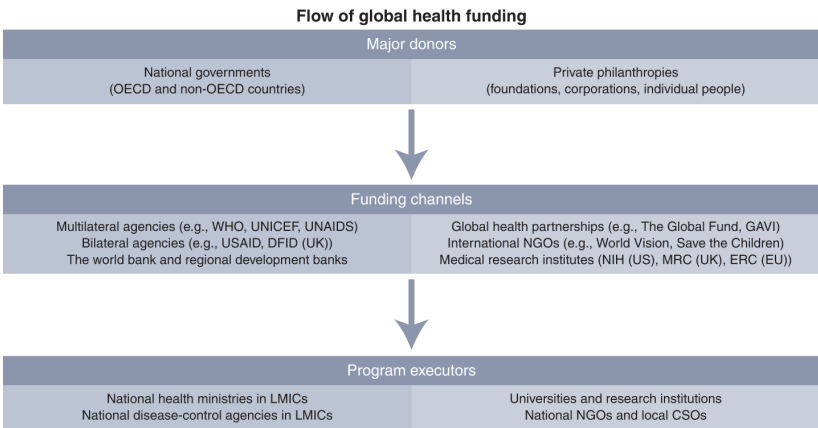 Flow of global health funding
Major donors
National governments
(OECD and non-OECD countries)
Private philanthropies
(foundations, corporations, individual people)
Funding channels
Multilateral agencies (e.g., WHO, UNICEF, UNAIDS)
Bilateral agencies (e.g., USAID, DFID (UK))
The world bank and regional development banks
Global health partnerships (e.g., The Global Fund, GAVI)
International NGOs (e.g., World Vision, Save the Children)
Medical research institutes (NIH (US), MRC (UK), ERC (EU))
Program executors
National health ministries in LMICs
National disease-control agencies in LMICs
Universities and research institutions
National NGOs and local CSOs